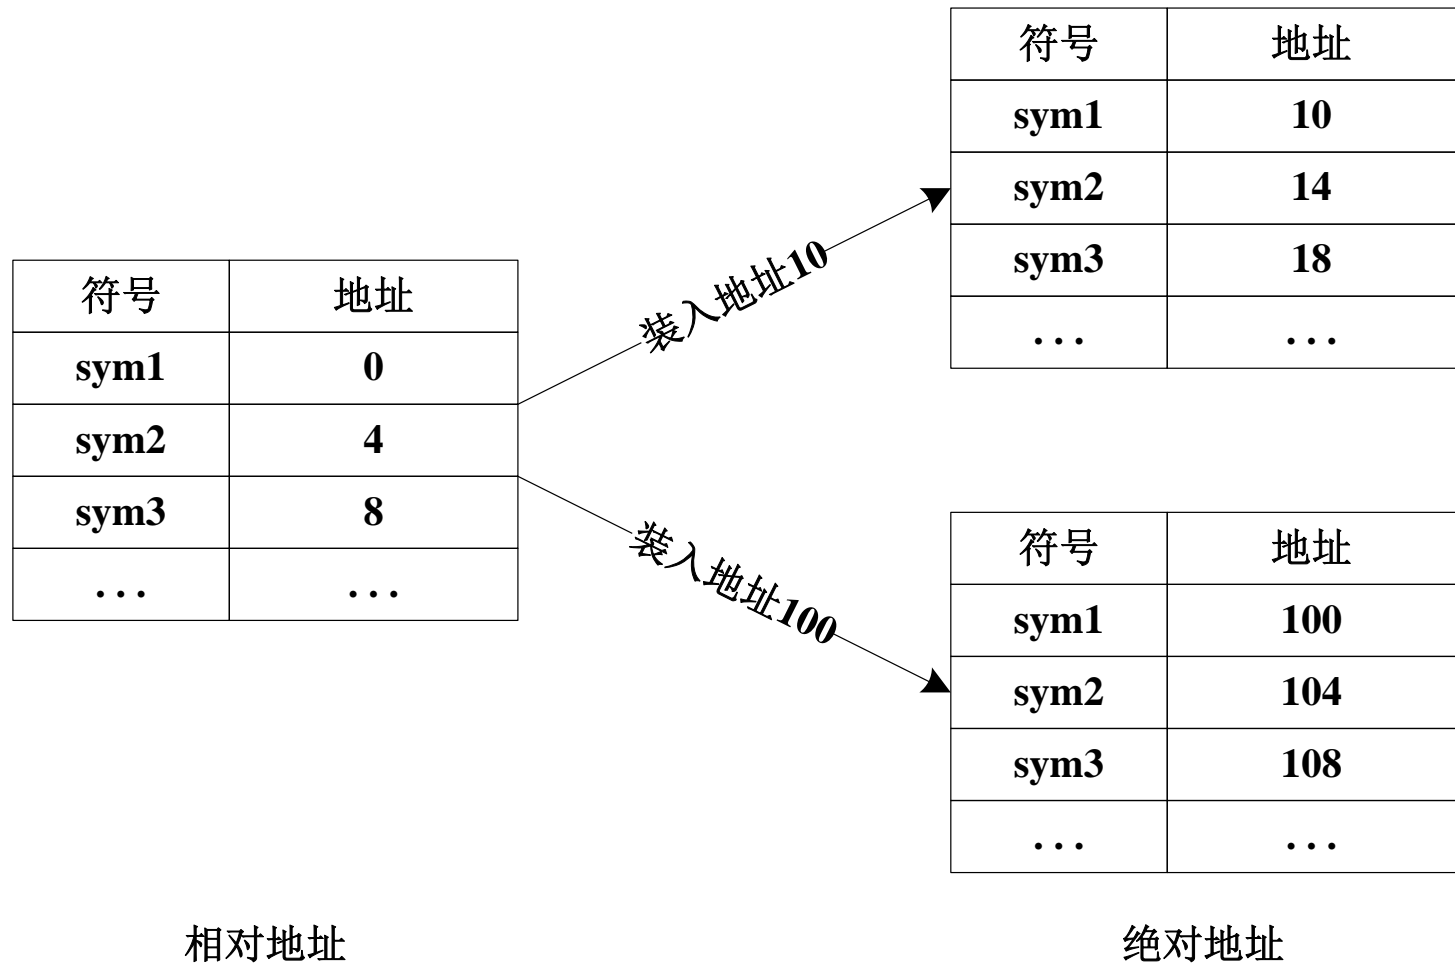 符号 地址
sym1 0
sym2 4
sym3 8
... ...
相对地址
装入地址10
装入地址100
符号 地址
sym1 10
sym2 14
sym3 18
... ...
符号 地址
sym1 100
sym2 104
sym3 108
... ...
绝对地址